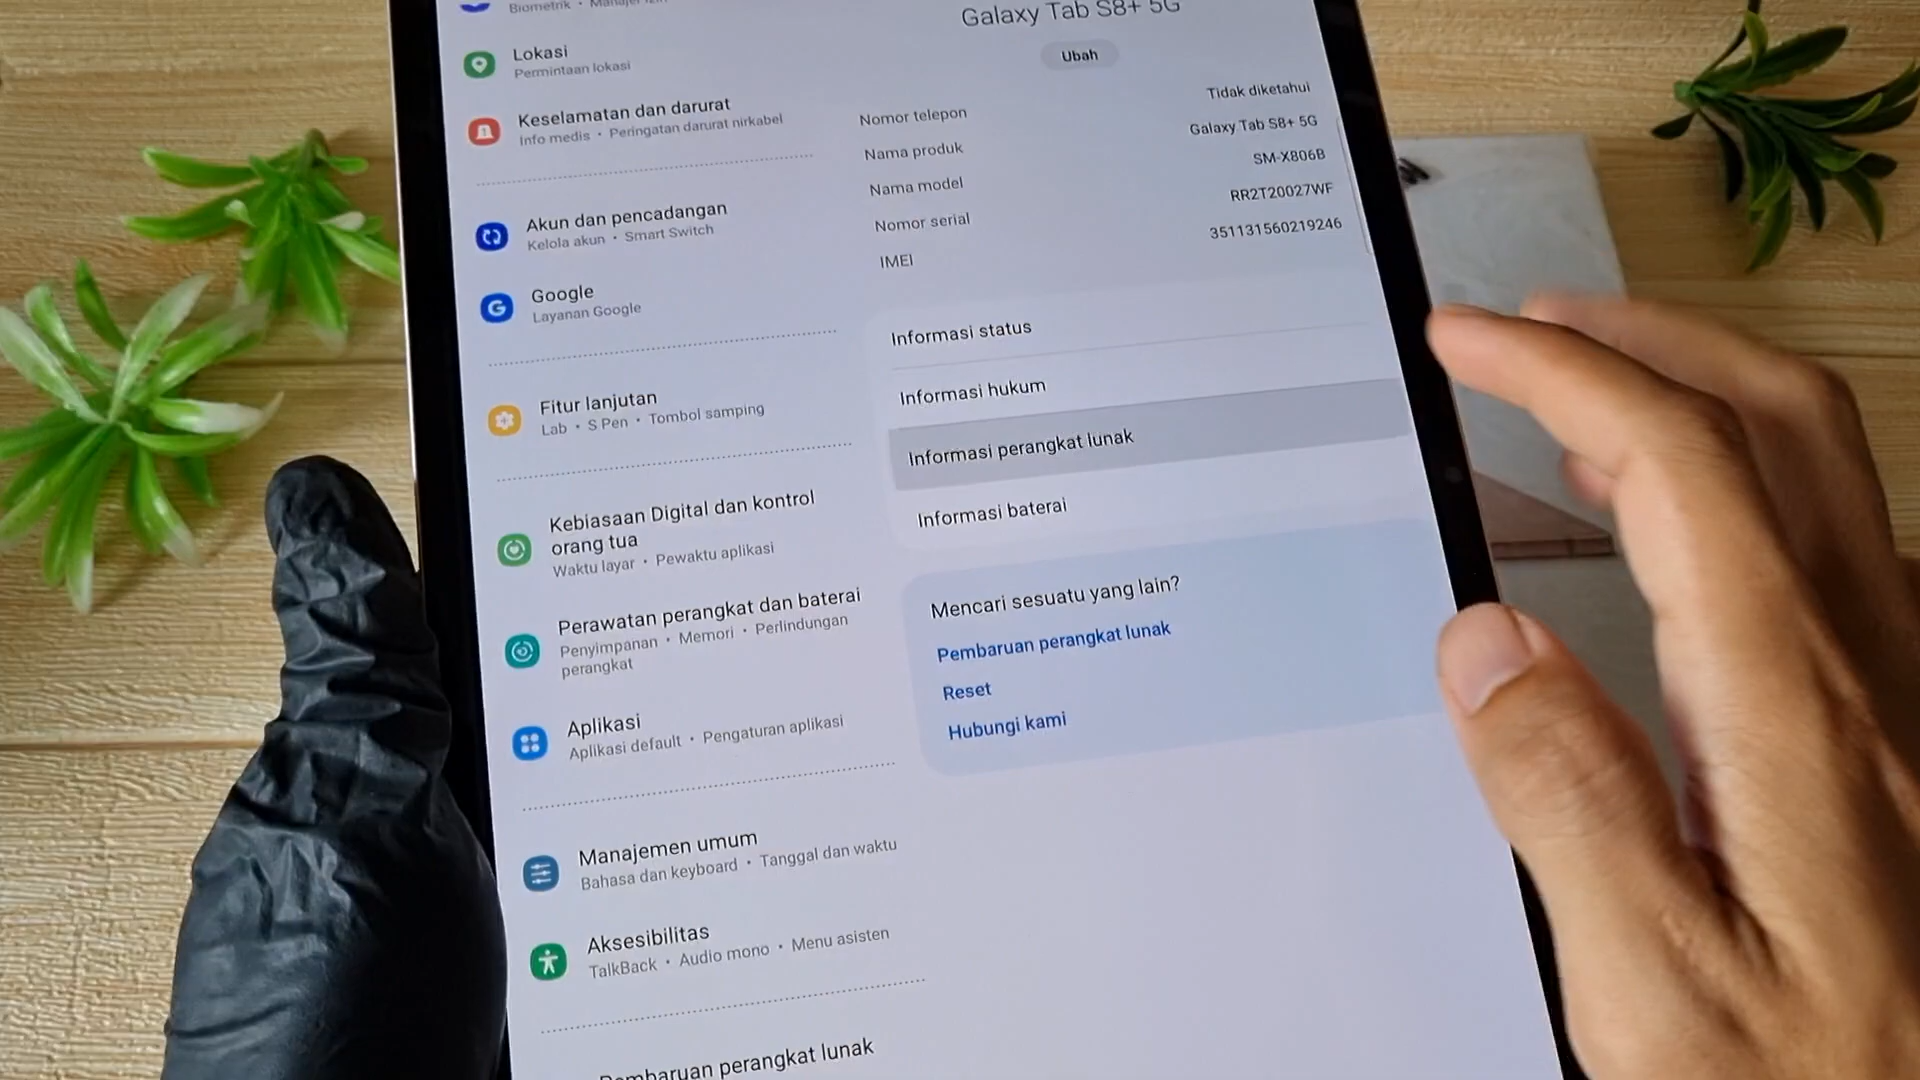 Biometrik • Manajer izin
Lokasi
Permintaan lokasi
Keselamatan dan darurat
Info medis • Peringatan darurat nirkabel
Akun dan pencadangan
Kelola akun • Smart Switch
Google
Layanan Google
Fitur lanjutan
Lab • S Pen • Tombol samping
Kebiasaan Digital dan kontrol
orang tua
Waktu layar • Pewaktu aplikasi
Perawatan perangkat dan baterai
Penyimpanan • Memori • Perlindungan
perangkat
Aplikasi
Aplikasi default • Pengaturan aplikasi
Manajemen umum
Bahasa dan keyboard • Tanggal dan waktu
Aksesibilitas
TalkBack • Audio mono • Menu asisten
Pembaruan perangkat lunak
Galaxy Tab S8+ 5G
Ubah
Nomor telepon Tidak diketahui
Nama produk Galaxy Tab S8+ 5G
Nama model SM-X806B
Nomor serial RR2T20027WF
IMEI 351131560219246
Informasi status
Informasi hukum
Informasi perangkat lunak
Informasi baterai
Mencari sesuatu yang lain?
Pembaruan perangkat lunak
Reset
Hubungi kami